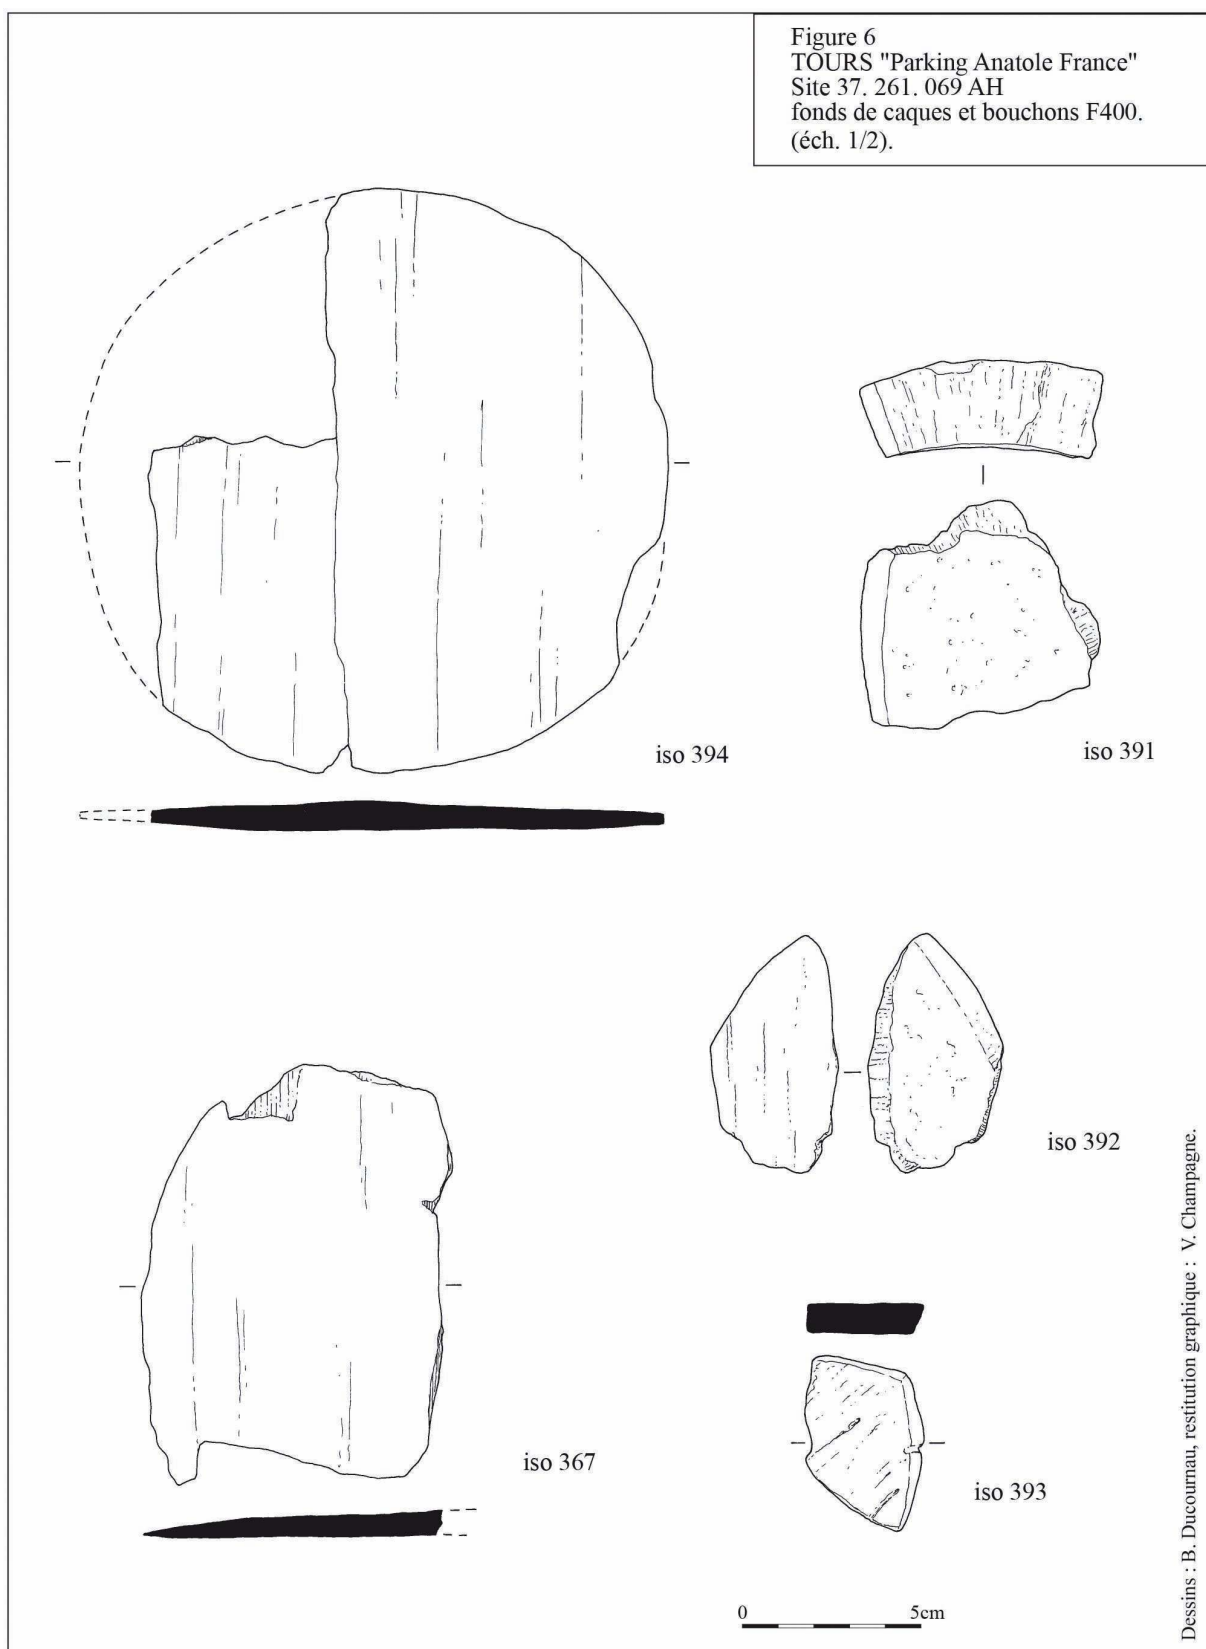 Figure 6
TOURS "Parking Anatole France"
Site 37. 261. 069 AH
fonds de caques et bouchons F400.
(éch. 1/2).
iso 394
iso 391
iso 392
iso 367
iso 393
0 5cm
Dessins : B. Ducournau, restitution graphique : V. Champagne.